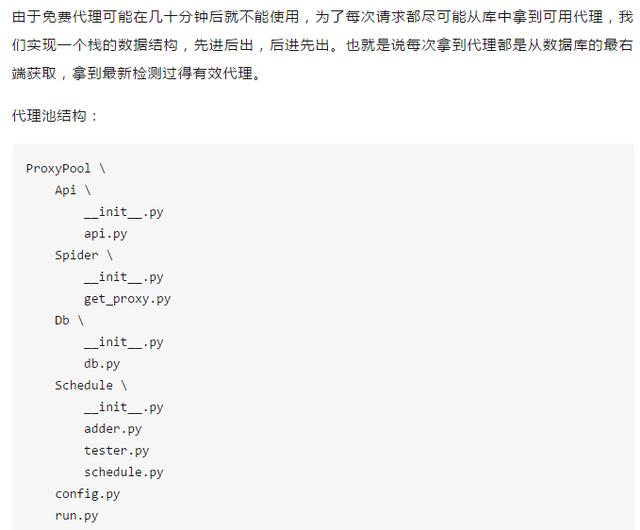 由于免费代理可能在几十分钟后就不能使用，为了每次请求都尽可能从库中拿到可用代理，我
们实现一个栈的数据结构，先进后出，后进先出。也就是说每次拿到代理都是从数据库的最右
端获取，拿到最新检测过得有效代理。
代理池结构：
ProxyPool \
    Api \
        __init__.py
        api.py
    Spider \
        __init__.py
        get_proxy.py
    Db \
        __init__.py
        db.py
    Schedule \
        __init__.py
        adder.py
        tester.py
        schedule.py
    config.py
    run.py